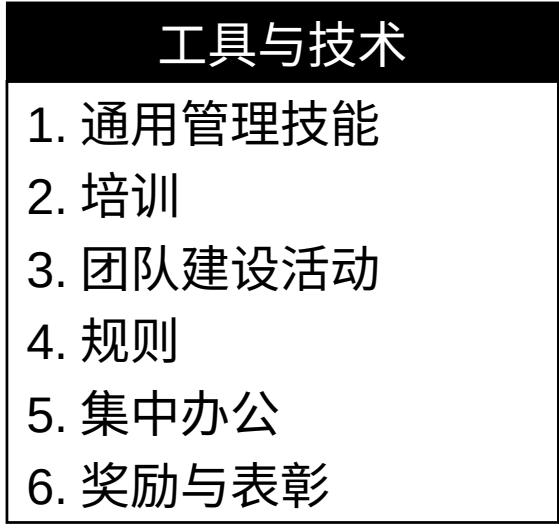 工具与技术
1. 通用管理技能
2. 培训
3. 团队建设活动
4. 规则
5. 集中办公
6. 奖励与表彰